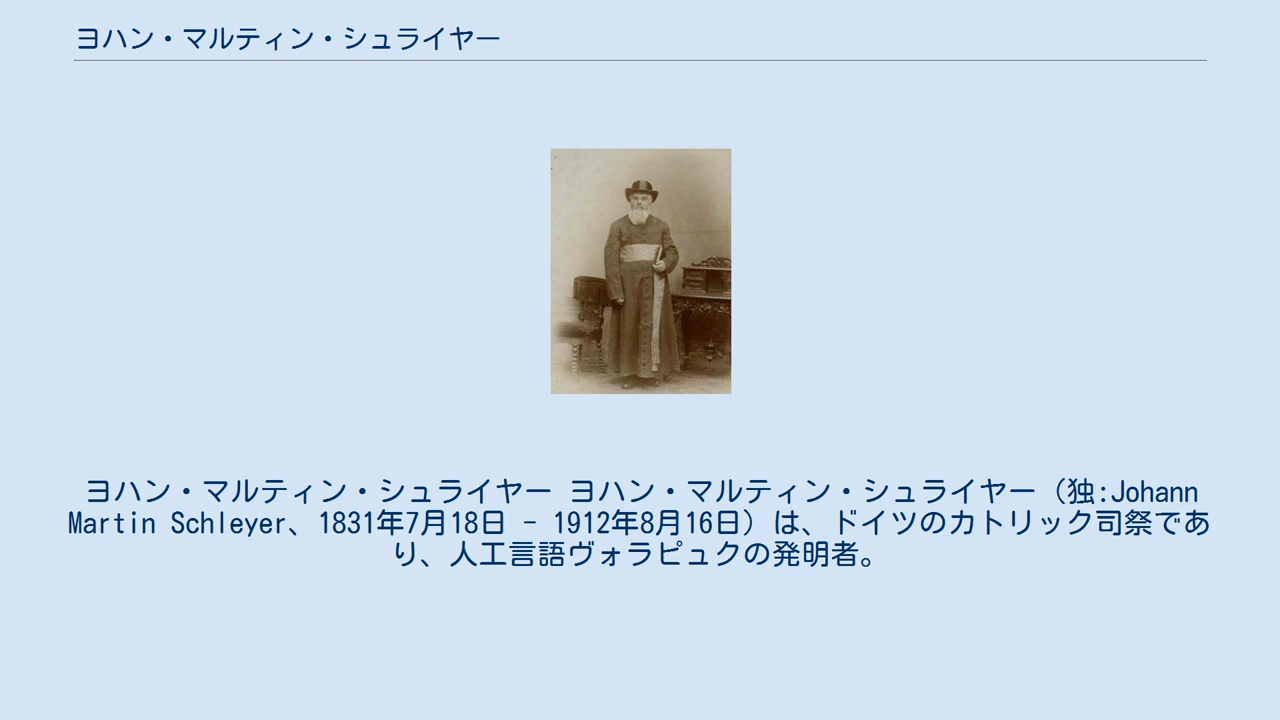 ヨハン・マルティン・シュライヤー
ヨハン・マルティン・シュライヤー ヨハン・マルティン・シュライヤー（独:Johann
Martin Schleyer、1831年7月18日 - 1912年8月16日）は、ドイツのカトリック司祭であ
り、人工言語ヴォラピュクの発明者。